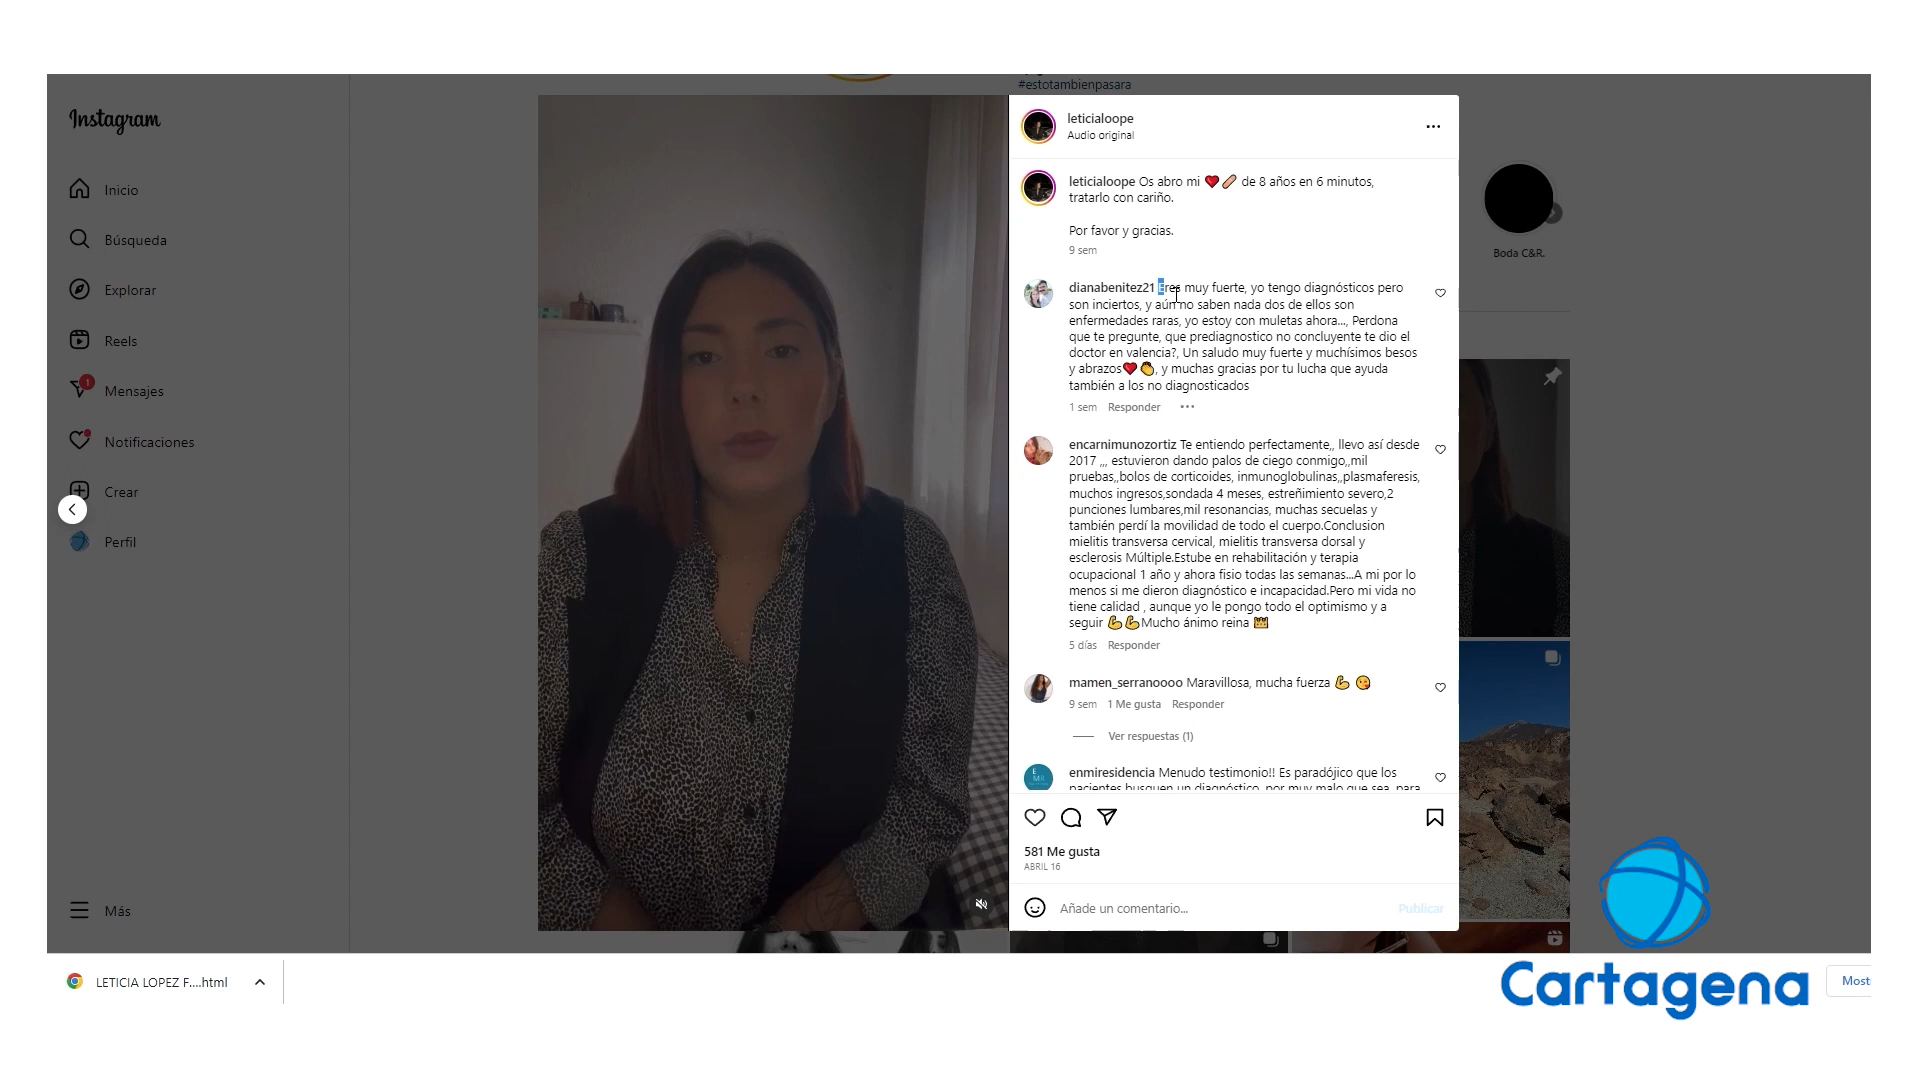 #estotambienpasara
Instagram
Inicio
Búsqueda
Explorar
Reels
1
Mensajes
Notificaciones
Crear
Perfil
Más
leticialoope
Audio original
leticialoope Os abro mi ❤️🩹 de 8 años en 6 minutos,
tratarlo con cariño.
Por favor y gracias.
9 sem
dianabenitez21 Eres muy fuerte, yo tengo diagnósticos pero
son inciertos, y aún no saben nada dos de ellos son
enfermedades raras, yo estoy con muletas ahora..., Perdona
que te pregunte, que prediagnostico no concluyente te dio el
doctor en valencia?, Un saludo muy fuerte y muchísimos besos
y abrazos❤️👏, y muchas gracias por tu lucha que ayuda
también a los no diagnosticados
1 sem Responder ···
encarnimunozortiz Te entiendo perfectamente,, llevo así desde
2017 ,,, estuvieron dando palos de ciego conmigo,,mil
pruebas,,bolos de corticoides, inmunoglobulinas,,plasmaferesis,
muchos ingresos,sondada 4 meses, estreñimiento severo,2
punciones lumbares,mil resonancias, muchas secuelas y
también perdí la movilidad de todo el cuerpo.Conclusion
mielitis transversa cervical, mielitis transversa dorsal y
esclerosis Múltiple.Estube en rehabilitación y terapia
ocupacional 1 año y ahora fisio todas las semanas...A mi por lo
menos si me dieron diagnóstico e incapacidad.Pero mi vida no
tiene calidad , aunque yo le pongo todo el optimismo y a
seguir 💪💪Mucho ánimo reina 👑
5 días Responder
mamen_serranoooo Maravillosa, mucha fuerza 💪 😘
9 sem 1 Me gusta Responder
Ver respuestas (1)
enmiresidencia Menudo testimonio!! Es paradójico que los
pacientes busquen un diagnóstico, por muy malo que sea, para
581 Me gusta
ABRIL 16
Añade un comentario...
Publicar
Boda C&R.
LETICIA LOPEZ F....html
Cartagena
Most